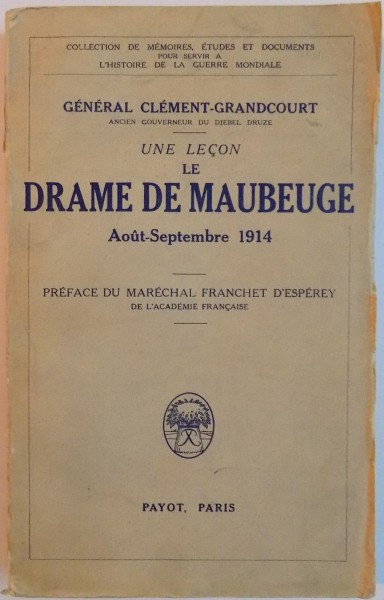 COLLECTION DE MÉMOIRES, ÉTUDES ET DOCUMENTS
POUR SERVIR A
L'HISTOIRE DE LA GUERRE MONDIALE
GÉNÉRAL CLÉMENT-GRANDCOURT
ANCIEN GOUVERNEUR DU DJEBEL DRUZE
UNE LEÇON
LE
DRAME DE MAUBEUGE
Août-Septembre 1914
PRÉFACE DU MARÉCHAL FRANCHET D'ESPÉREY
DE L'ACADÉMIE FRANÇAISE
PAYOT, PARIS